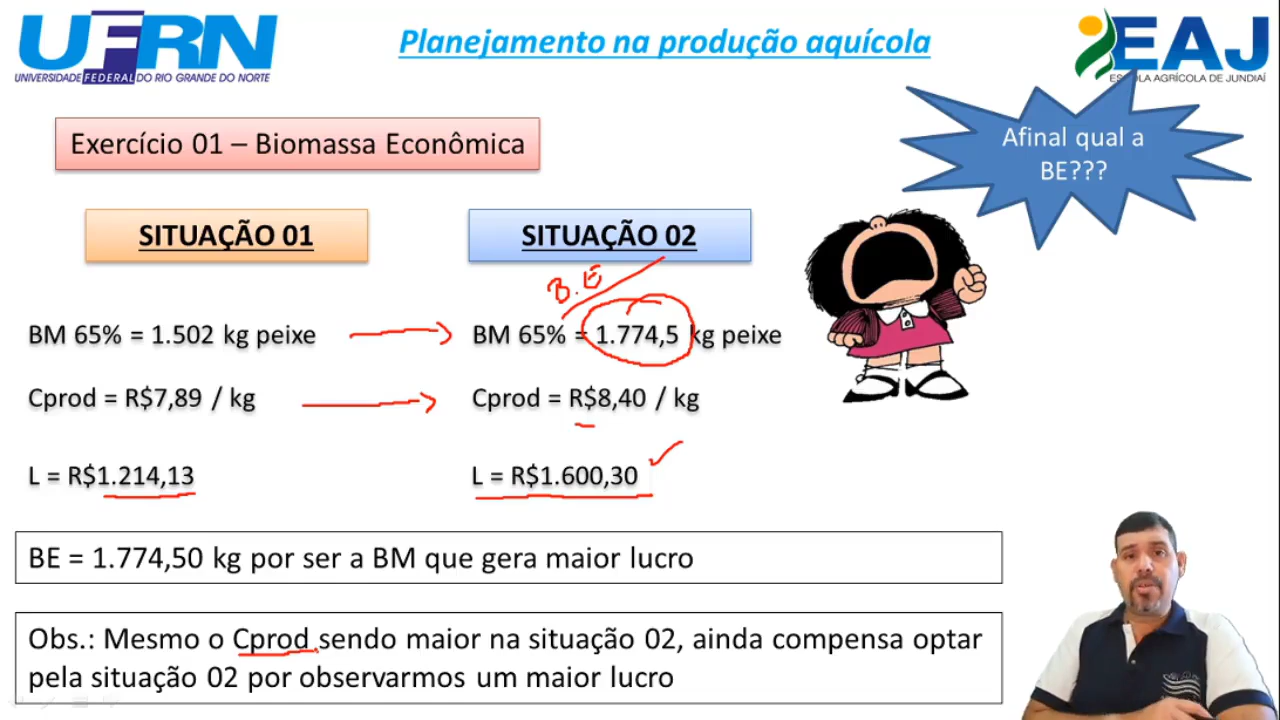 UFRN
UNIVERSIDADE FEDERAL DO RIO GRANDE DO NORTE
Planejamento na produção aquícola
EAJ
ESCOLA AGRÍCOLA DE JUNDIAÍ
Afinal qual a
BE???
Exercício 01 – Biomassa Econômica
SITUAÇÃO 01
BM 65% = 1.502 kg peixe
Cprod = R$7,89 / kg
L = R$1.214,13
SITUAÇÃO 02
B.E
BM 65% = 1.774,5 kg peixe
Cprod = R$8,40 / kg
L = R$1.600,30
BE = 1.774,50 kg por ser a BM que gera maior lucro
Obs.: Mesmo o Cprod sendo maior na situação 02, ainda compensa optar
pela situação 02 por observarmos um maior lucro